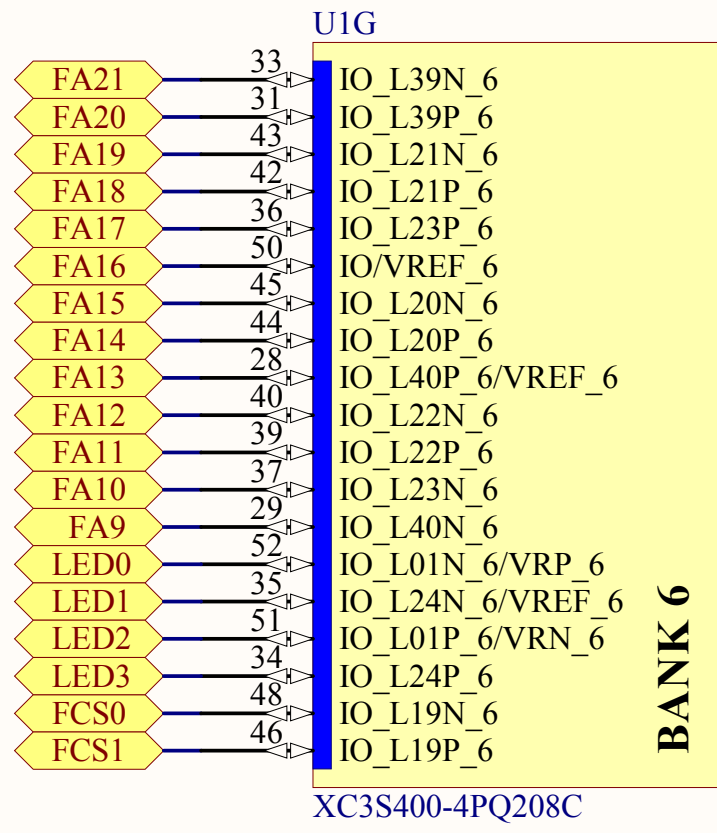 U1G
FA21 33 IO_L39N_6
FA20 31 IO_L39P_6
FA19 43 IO_L21N_6
FA18 42 IO_L21P_6
FA17 36 IO_L23P_6
FA16 50 IO/VREF_6
FA15 45 IO_L20N_6
FA14 44 IO_L20P_6
FA13 28 IO_L40P_6/VREF_6
FA12 40 IO_L22N_6
FA11 39 IO_L22P_6
FA10 37 IO_L23N_6
FA9 29 IO_L40N_6
LED0 52 IO_L01N_6/VRP_6
LED1 35 IO_L24N_6/VREF_6
LED2 51 IO_L01P_6/VRN_6
LED3 34 IO_L24P_6
FCS0 48 IO_L19N_6
FCS1 46 IO_L19P_6
BANK 6
XC3S400-4PQ208C